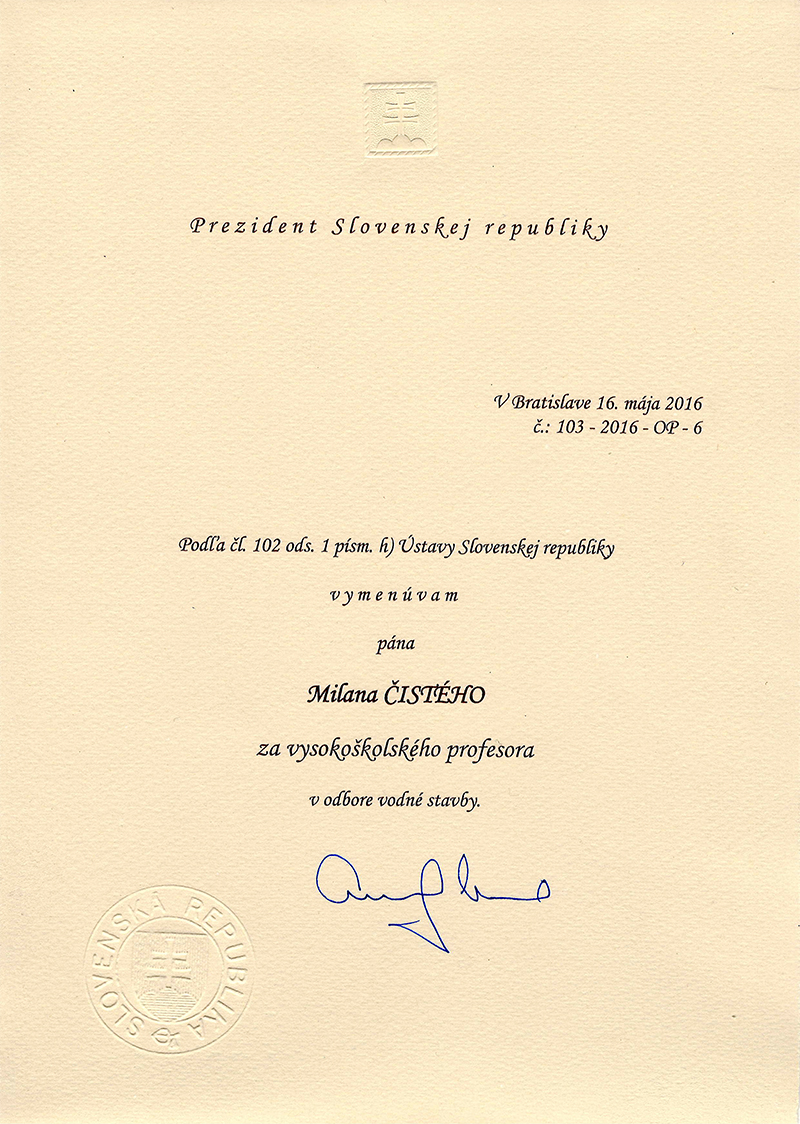 Prezident Slovenskej republiky
V Bratislave 16. mája 2016
č.: 103 - 2016 - OP - 6
Podľa čl. 102 ods. 1 písm. h) Ústavy Slovenskej republiky
vymenúvam
pána
Milana ČISTÉHO
za vysokoškolského profesora
v odbore vodné stavby.
SLOVENSKÁ REPUBLIKA